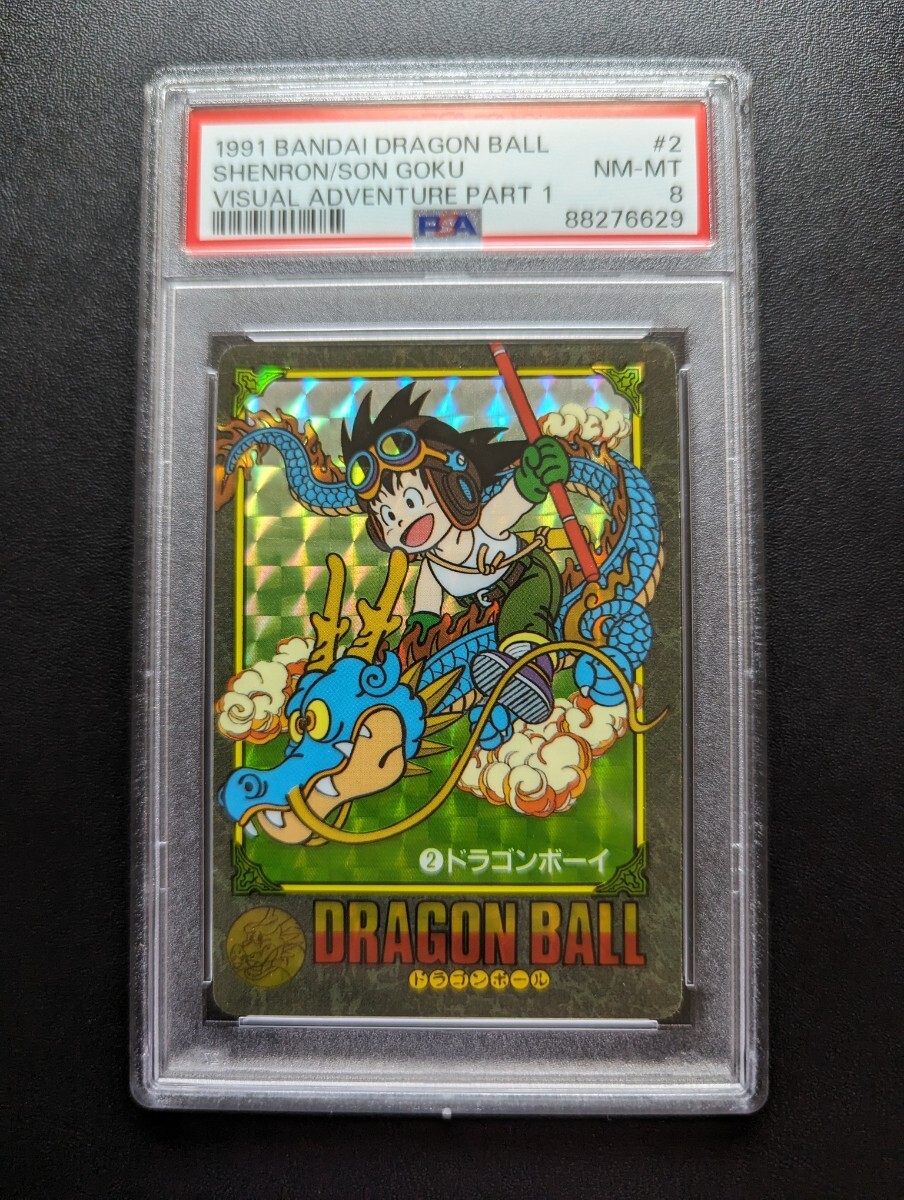 1991 BANDAI DRAGON BALL #2
SHENRON/SON GOKU NM-MT
VISUAL ADVENTURE PART 1 8
PSA 88276629
②ドラゴンボーイ
DRAGON BALL
ドラゴンボール